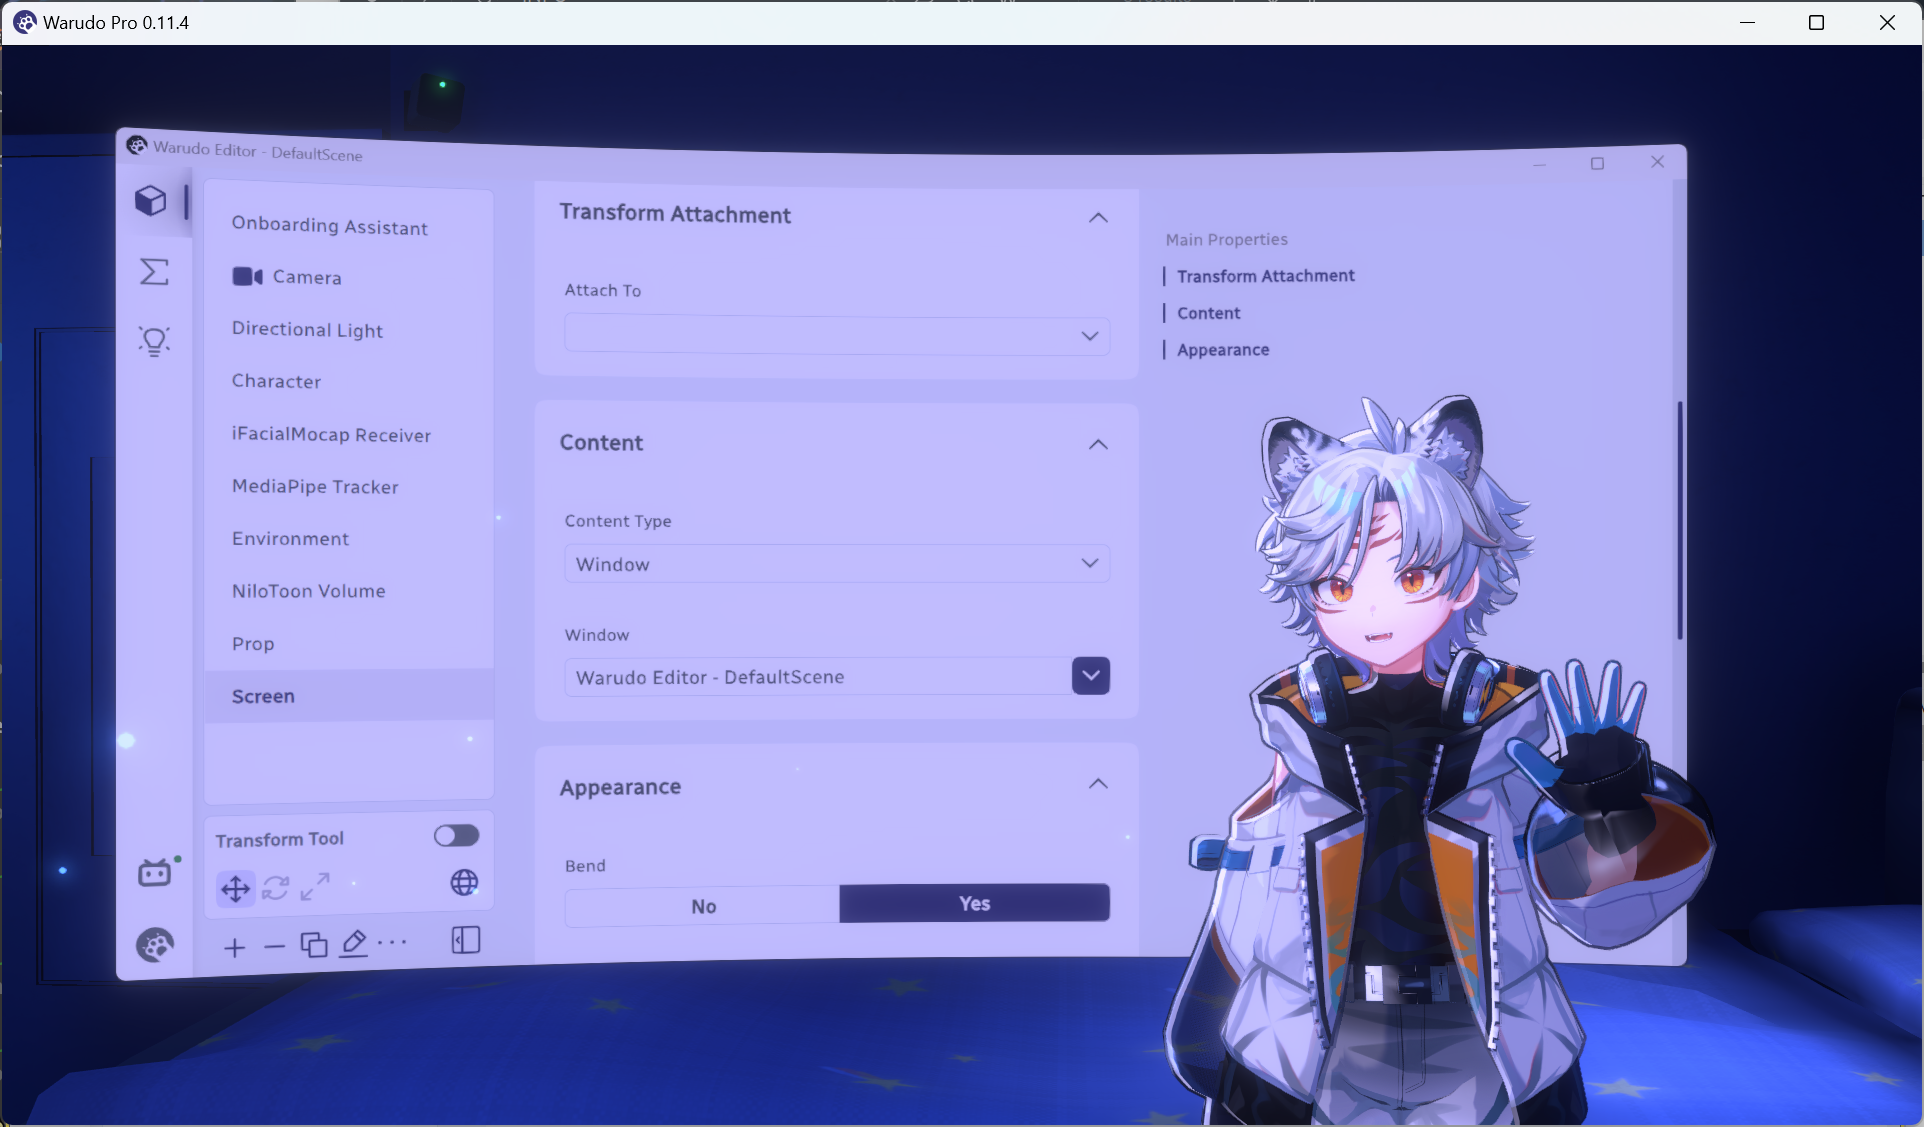 Warudo Pro 0.11.4
Warudo Editor - DefaultScene
Onboarding Assistant
Camera
Directional Light
Character
iFacialMocap Receiver
MediaPipe Tracker
Environment
NiloToon Volume
Prop
Screen
Transform Tool
Transform Attachment
Attach To
Content
Content Type
Window
Window
Warudo Editor - DefaultScene
Appearance
Bend
No
Yes
Main Properties
Transform Attachment
Content
Appearance